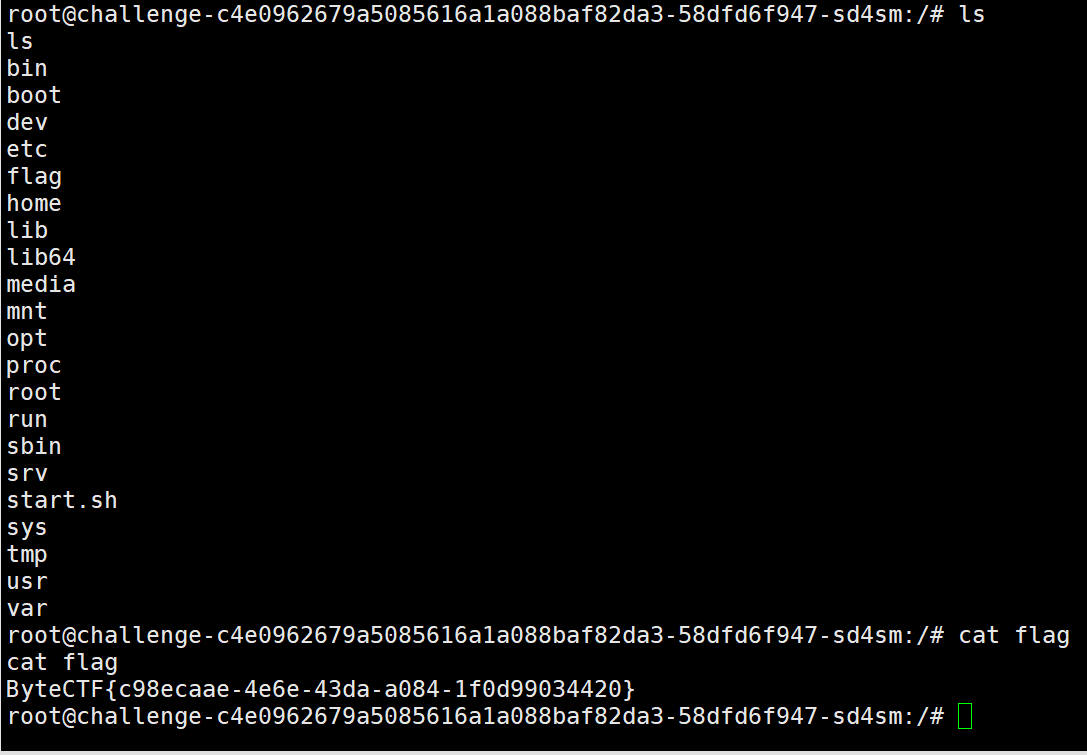 root@challenge-c4e0962679a5085616a1a088baf82da3-58dfd6f947-sd4sm:/# ls
ls
bin
boot
dev
etc
flag
home
lib
lib64
media
mnt
opt
proc
root
run
sbin
srv
start.sh
sys
tmp
usr
var
root@challenge-c4e0962679a5085616a1a088baf82da3-58dfd6f947-sd4sm:/# cat flag
cat flag
ByteCTF{c98ecaae-4e6e-43da-a084-1f0d99034420}
root@challenge-c4e0962679a5085616a1a088baf82da3-58dfd6f947-sd4sm:/#